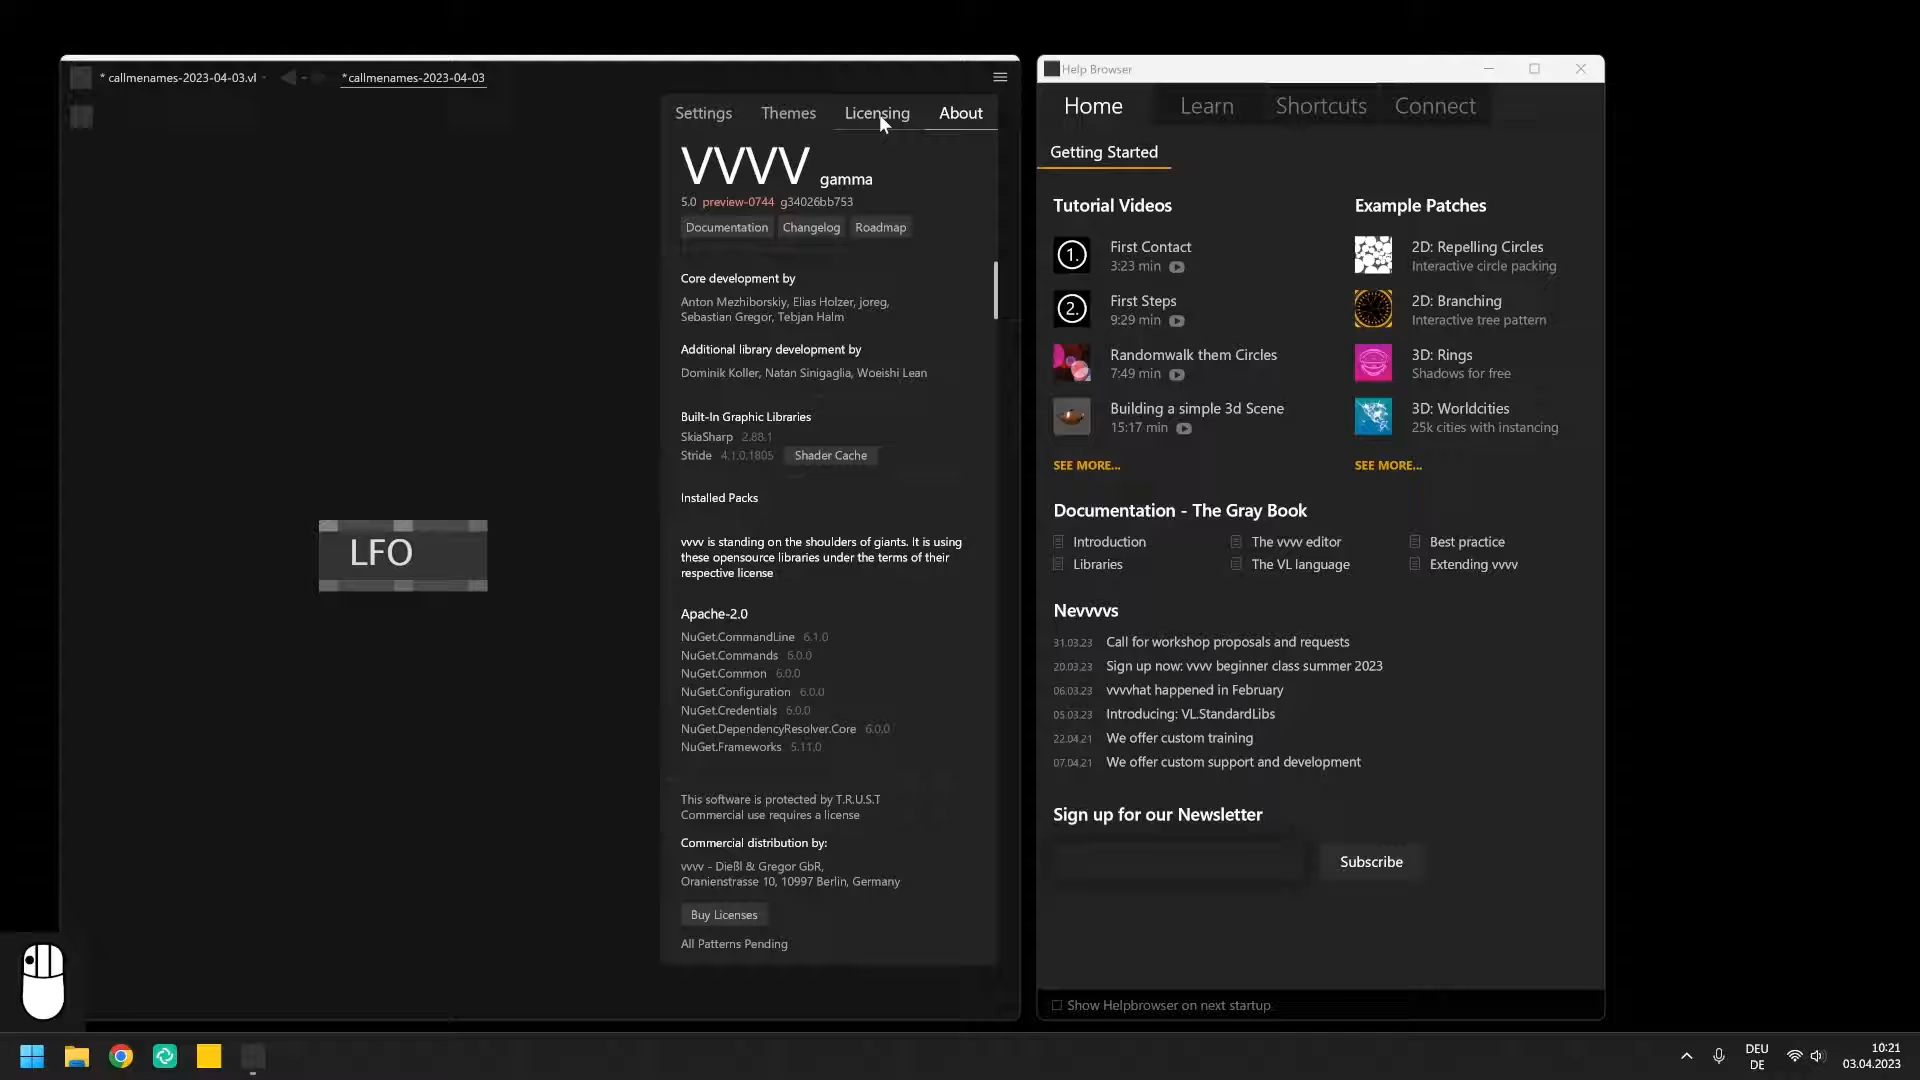 * callmenames-2023-04-03.vl
*callmenames-2023-04-03
Settings Themes Licensing About
VVVV gamma
5.0 preview-0744 g34026bb753
Documentation Changelog Roadmap
Core development by
Anton Mezhiborskiy, Elias Holzer, joreg,
Sebastian Gregor, Tebjan Halm
Additional library development by
Dominik Koller, Natan Sinigaglia, Woeishi Lean
Built-In Graphic Libraries
SkiaSharp 2.88.1
Stride 4.1.0.1805 Shader Cache
Installed Packs
vvvv is standing on the shoulders of giants. It is using
these opensource libraries under the terms of their
respective license
Apache-2.0
NuGet.CommandLine 6.1.0
NuGet.Commands 6.0.0
NuGet.Common 6.0.0
NuGet.Configuration 6.0.0
NuGet.Credentials 6.0.0
NuGet.DependencyResolver.Core 6.0.0
NuGet.Frameworks 5.11.0
This software is protected by T.R.U.S.T
Commercial use requires a license
Commercial distribution by:
vvvv - Dießl & Gregor GbR,
Oranienstrasse 10, 10997 Berlin, Germany
Buy Licenses
All Patterns Pending
LFO
Help Browser
Home Learn Shortcuts Connect
Getting Started
Tutorial Videos
1. First Contact
3:23 min
2. First Steps
9:29 min
Randomwalk them Circles
7:49 min
Building a simple 3d Scene
15:17 min
SEE MORE...
Example Patches
2D: Repelling Circles
Interactive circle packing
2D: Branching
Interactive tree pattern
3D: Rings
Shadows for free
3D: Worldcities
25k cities with instancing
SEE MORE...
Documentation - The Gray Book
Introduction The vvvv editor Best practice
Libraries The VL language Extending vvvv
Nevvvvs
31.03.23 Call for workshop proposals and requests
20.03.23 Sign up now: vvvv beginner class summer 2023
06.03.23 vvvvhat happened in February
05.03.23 Introducing: VL.StandardLibs
22.04.21 We offer custom training
07.04.21 We offer custom support and development
Sign up for our Newsletter
Subscribe
Show Helpbrowser on next startup
DEU
DE
10:21
03.04.2023